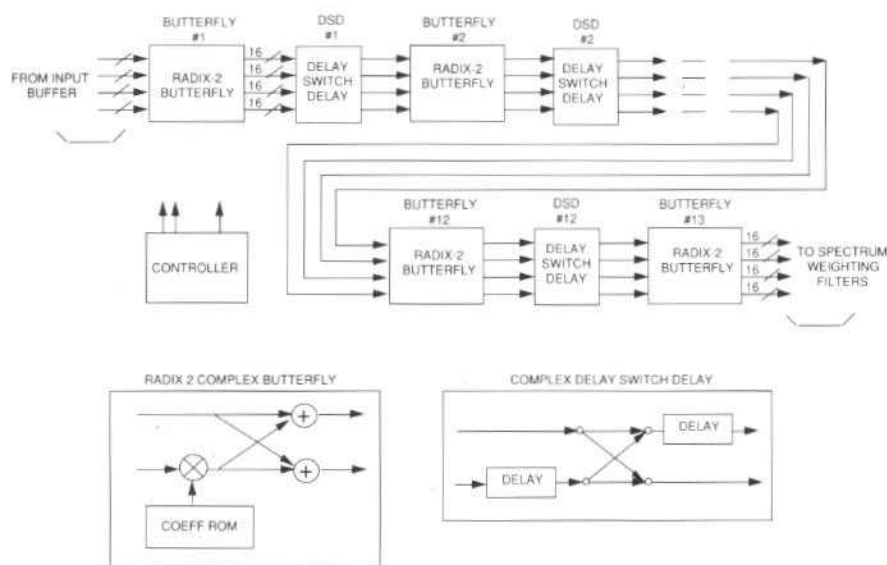 BUTTERFLY
#1
DSD
#1
BUTTERFLY
#2
DSD
#2
FROM INPUT
BUFFER
RADIX-2
BUTTERFLY
16
16
16
16
DELAY
SWITCH
DELAY
RADIX-2
BUTTERFLY
DELAY
SWITCH
DELAY
BUTTERFLY
#12
DSD
#12
BUTTERFLY
#13
CONTROLLER
RADIX-2
BUTTERFLY
DELAY
SWITCH
DELAY
RADIX-2
BUTTERFLY
16
16
16
16
TO SPECTRUM
WEIGHTING
FILTERS
RADIX 2 COMPLEX BUTTERFLY
COEFF ROM
COMPLEX DELAY SWITCH DELAY
DELAY
DELAY